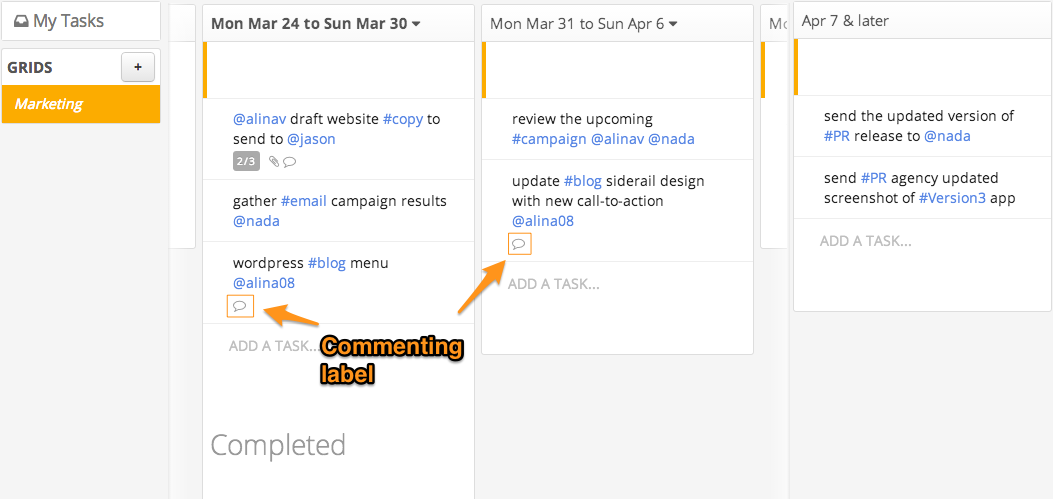 My Tasks
GRIDS
+
Marketing
Mon Mar 24 to Sun Mar 30
@alinav draft website #copy to
send to @jason
2/3
gather #email campaign results
@nada
wordpress #blog menu
@alina08
ADD A TASK...
Completed
Mon Mar 31 to Sun Apr 6
review the upcoming
#campaign @alinav @nada
update #blog siderail design
with new call-to-action
@alina08
ADD A TASK...
Commenting
label
Apr 7 & later
send the updated version of
#PR release to @nada
send #PR agency updated
screenshot of #Version3 app
ADD A TASK...